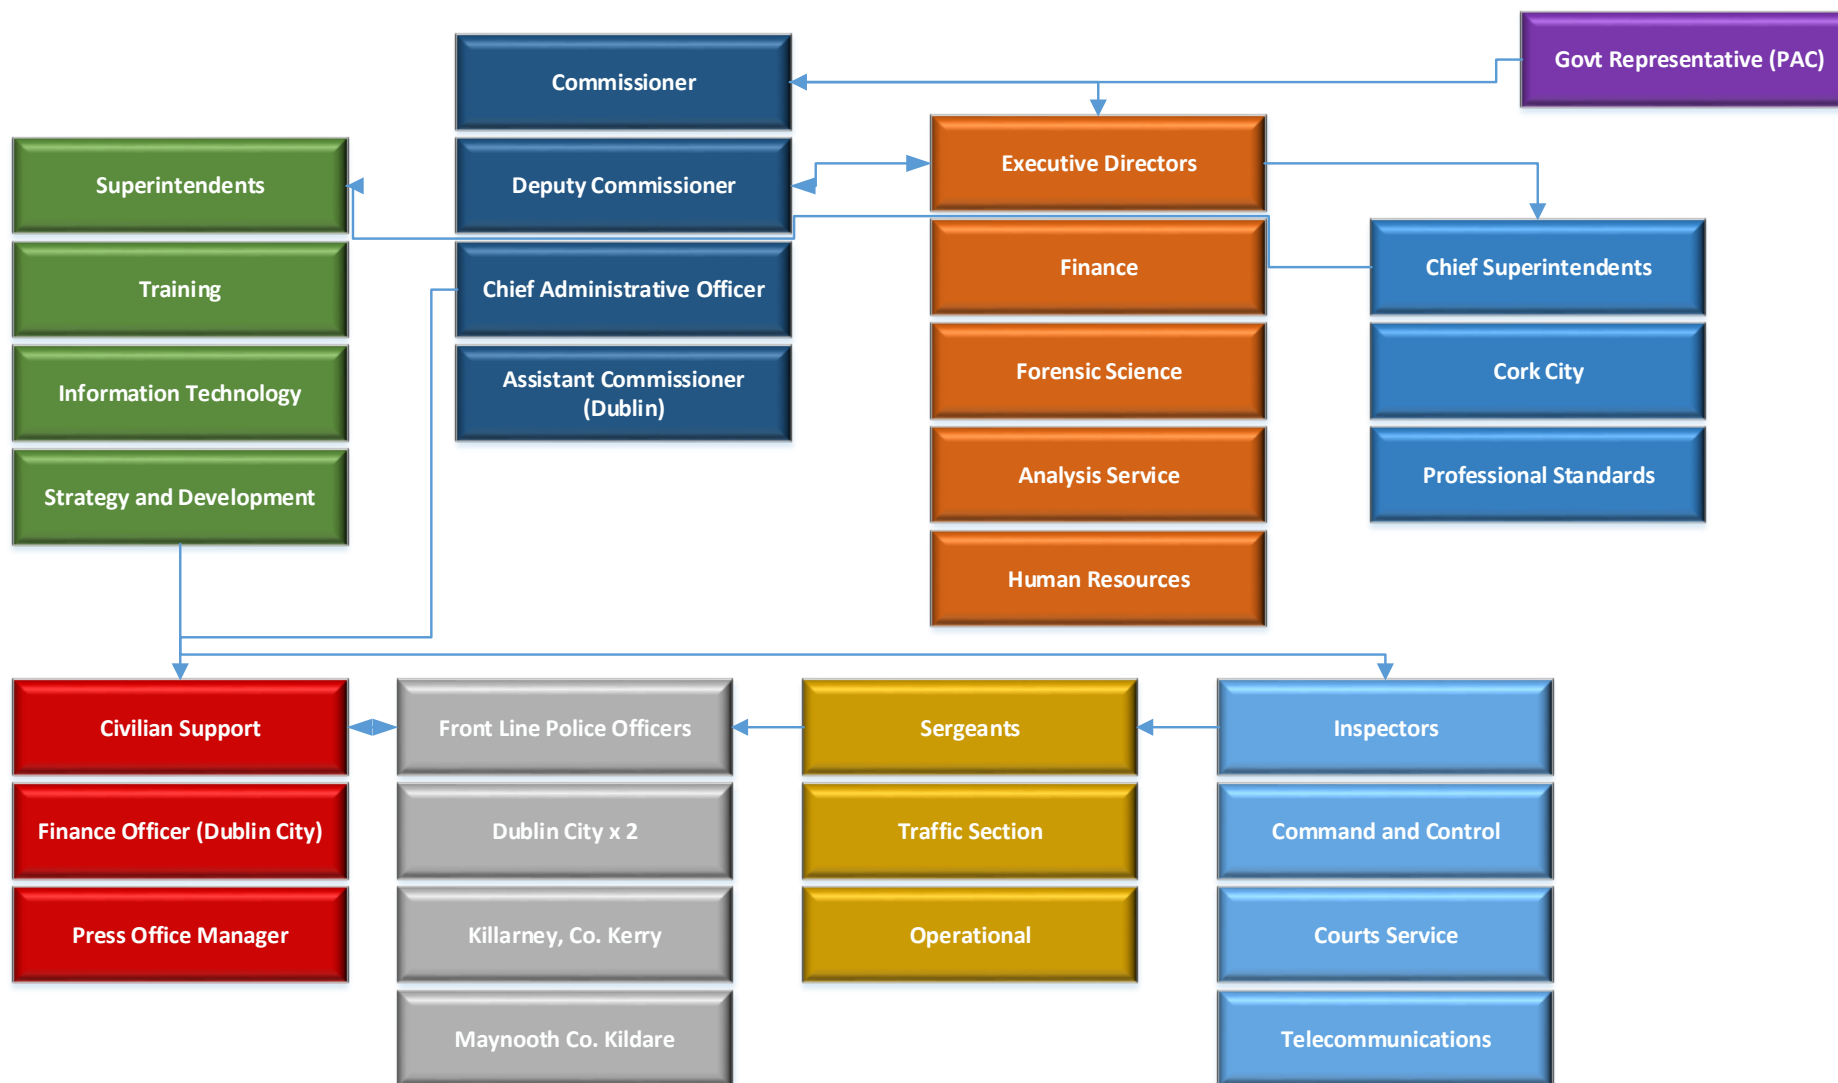 Govt Representative (PAC)
Commissioner
Deputy Commissioner
Chief Administrative Officer
Assistant Commissioner
(Dublin)
Superintendents
Training
Information Technology
Strategy and Development
Executive Directors
Finance
Forensic Science
Analysis Service
Human Resources
Chief Superintendents
Cork City
Professional Standards
Civilian Support
Finance Officer (Dublin City)
Press Office Manager
Front Line Police Officers
Dublin City x 2
Killarney, Co. Kerry
Maynooth Co. Kildare
Sergeants
Traffic Section
Operational
Inspectors
Command and Control
Courts Service
Telecommunications